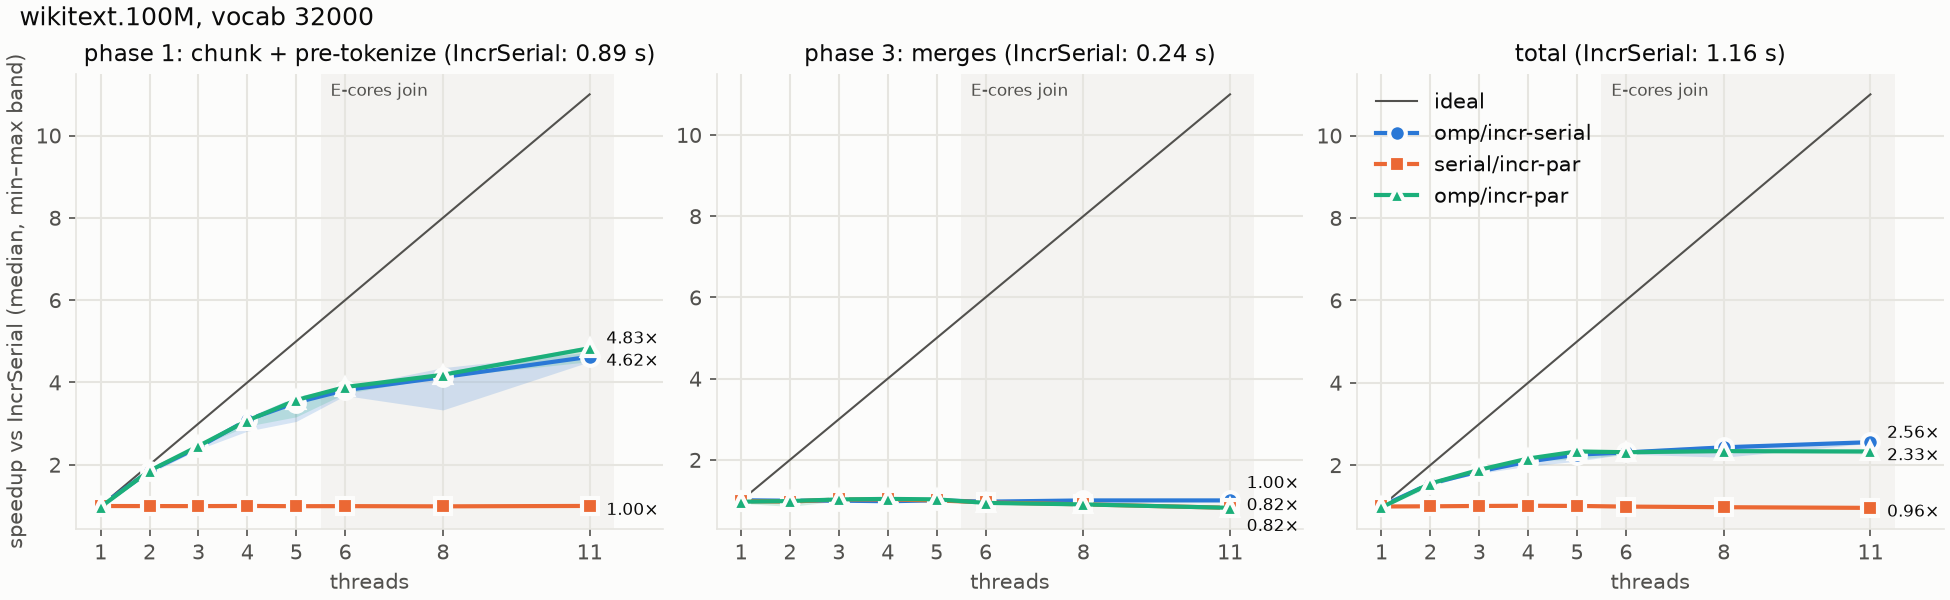 wikitext.100M, vocab 32000
speedup vs IncrSerial (median, min–max band)
phase 1: chunk + pre-tokenize (IncrSerial: 0.89 s)
E-cores join
10
8
6
4
2
4.83×
4.62×
1.00×
1 2 3 4 5 6 8 11
threads
phase 3: merges (IncrSerial: 0.24 s)
E-cores join
10
8
6
4
2
1.00×
0.82×
0.82×
1 2 3 4 5 6 8 11
threads
total (IncrSerial: 1.16 s)
E-cores join
ideal
omp/incr-serial
serial/incr-par
omp/incr-par
10
8
6
4
2
2.56×
2.33×
0.96×
1 2 3 4 5 6 8 11
threads